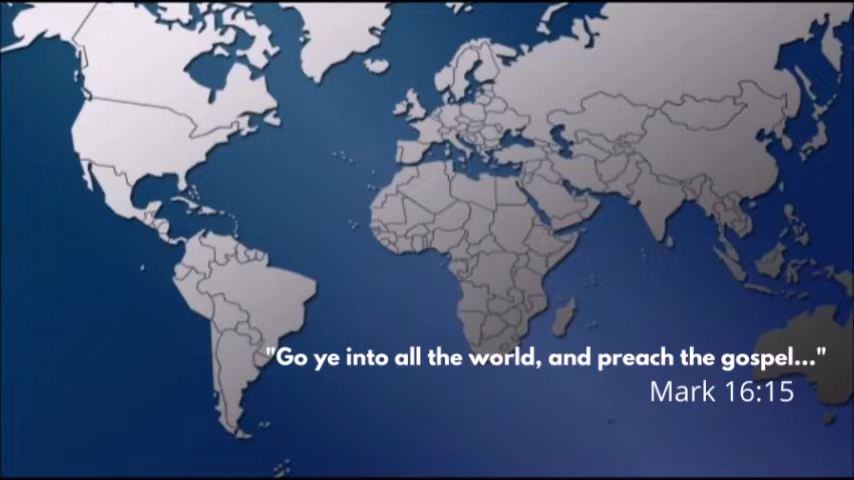 "Go ye into all the world, and preach the gospel..."
Mark 16:15